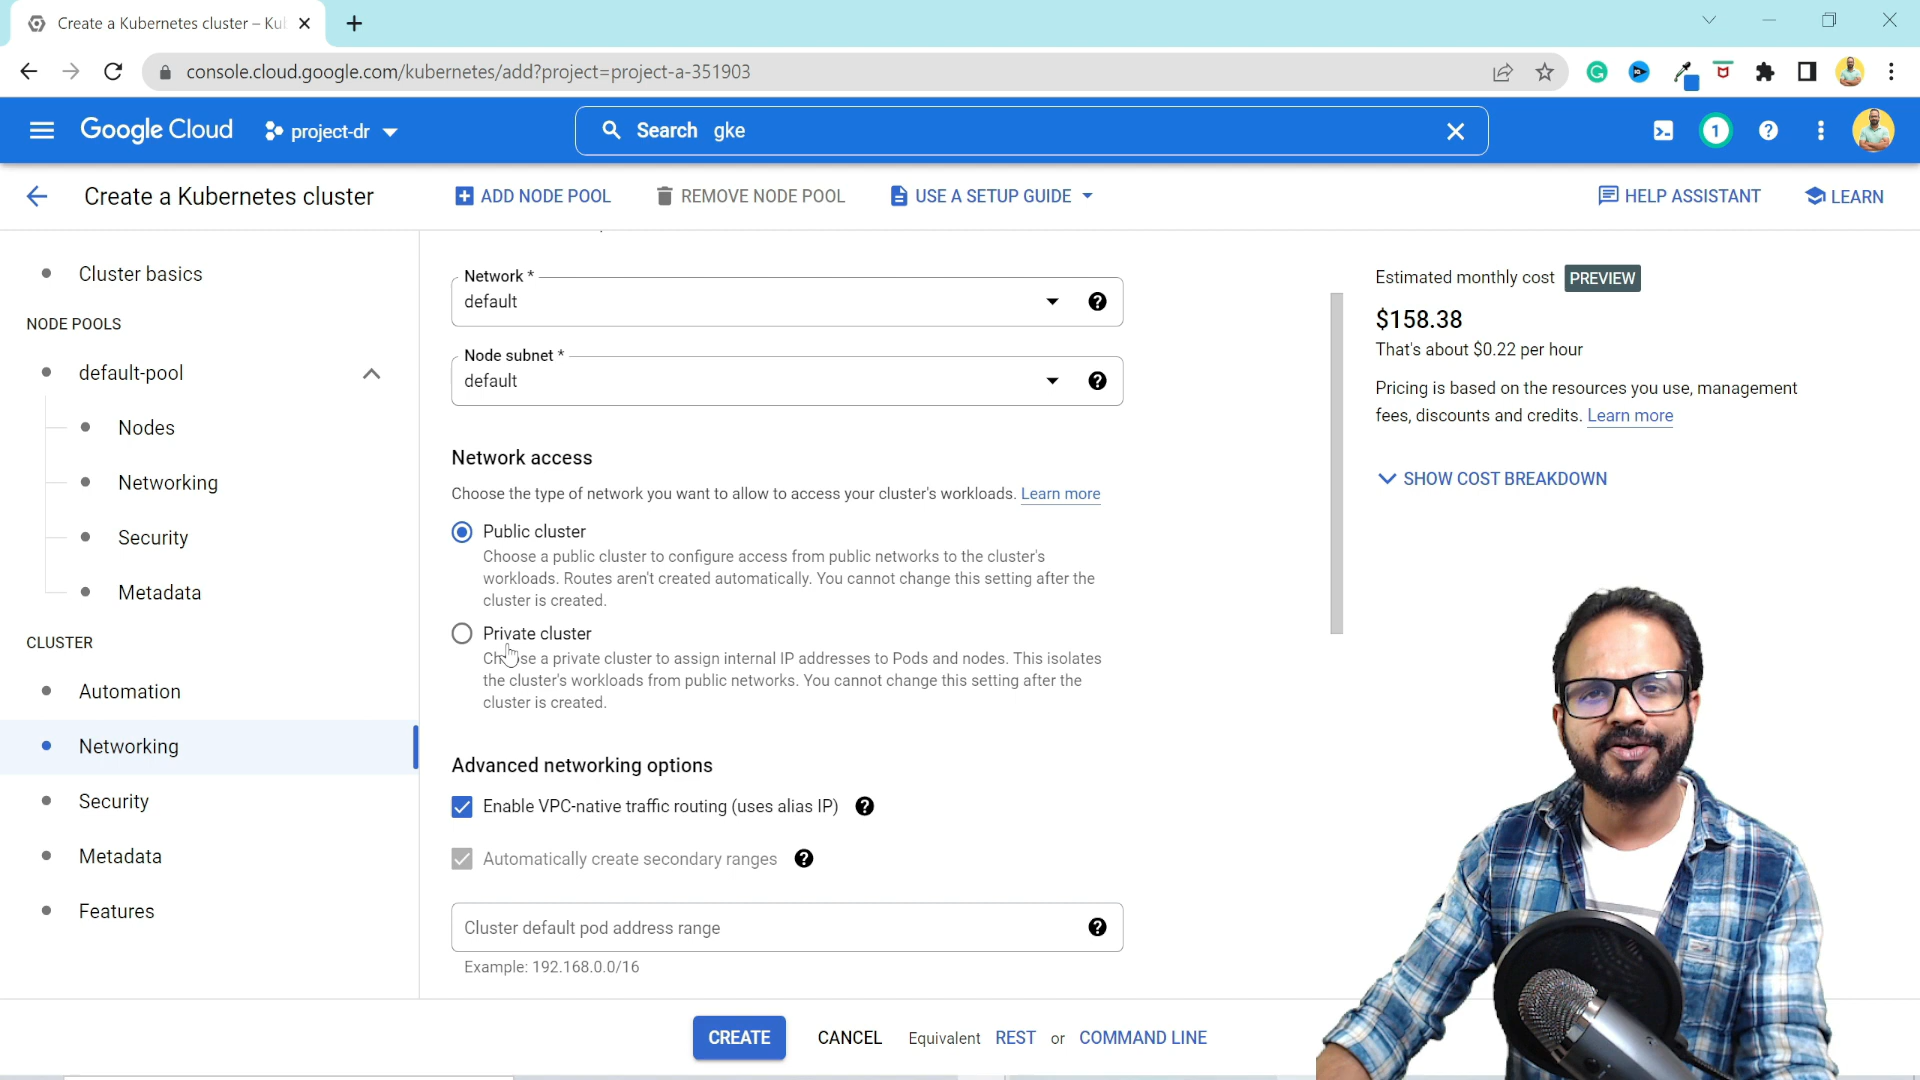 Create a Kubernetes cluster – Ku
console.cloud.google.com/kubernetes/add?project=project-a-351903
Google Cloud
project-dr
Search gke
1
Create a Kubernetes cluster
ADD NODE POOL
REMOVE NODE POOL
USE A SETUP GUIDE
HELP ASSISTANT
LEARN
Cluster basics
NODE POOLS
default-pool
Nodes
Networking
Security
Metadata
CLUSTER
Automation
Networking
Security
Metadata
Features
Network *
default
Node subnet *
default
Network access
Choose the type of network you want to allow to access your cluster's workloads. Learn more
Public cluster
Choose a public cluster to configure access from public networks to the cluster's
workloads. Routes aren't created automatically. You cannot change this setting after the
cluster is created.
Private cluster
Choose a private cluster to assign internal IP addresses to Pods and nodes. This isolates
the cluster's workloads from public networks. You cannot change this setting after the
cluster is created.
Advanced networking options
Enable VPC-native traffic routing (uses alias IP)
Automatically create secondary ranges
Cluster default pod address range
Example: 192.168.0.0/16
Estimated monthly cost PREVIEW
$158.38
That's about $0.22 per hour
Pricing is based on the resources you use, management
fees, discounts and credits. Learn more
SHOW COST BREAKDOWN
CREATE
CANCEL
Equivalent REST or COMMAND LINE